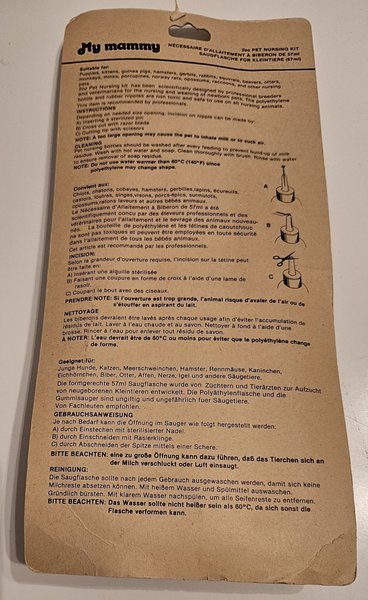 My mammy
2oz PET NURSING KIT
NÉCESSAIRE D'ALLAITEMENT À BIBERON DE 57ml
SAUGFLASCHE FÜR KLEINTIERE (57ml)
Suitable for:
Puppies, kittens, guinea pigs, hamsters, gerbils, rabbits, squirrels, beavers, otters,
monkeys, minks, porcupines, norway rats, opossums, raccoons, and other nursing
pets.
2oz Pet Nursing kit has been scientifically designed by professional breeders
and veterinarians for the nursing and weaning of newborn pets. This polyethylene
bottle and rubber nipples are non toxic and safe to use on all nursing animals.
This item is recommended by professionals.
INSTRUCTIONS
Depending on needed size opening, incision on nipple can be made by:
A) Inserting a sterilized pin
B) Cross cut with razor blade
C) Cutting tip with scissors
NOTE: A too large opening may cause the pet to inhale milk or to suck air.
CLEANING
Pet nursing bottles should be washed after every feeding to prevent build-up of milk
residue. Wash with hot water and soap. Clean thoroughly with brush. Rinse with water
to ensure removal of soap residue.
NOTE: Do not use water warmer than 60°C (140°F) since
polyethylene may change shape.
Convient aux:
Chiots, chatons, cobayes, hamsters, gerbilles, lapins, écureuils,
castors, loutres, singes, visons, porcs-épics, surmulots,
opossums, ratons laveurs et autres bébés animaux.
Le Nécessaire d'Allaitement à Biberon de 57ml a été
scientifiquement concu par des éleveurs professionnels et des
vétérinaires pour l'allaitement et le sevrage des animaux nouveau-
nés. La bouteille de polyéthylène et les tétines de caoutchouc
ne sont pas toxiques et peuvent être employés en toute sécurité
dans l'allaitement de tous les bébés animaux.
Cet article est recommandé par les professionnels.
INCISION:
Selon la grandeur d'ouverture requise, l'incision sur la tétine peut
être faite en:
A) Insérant une aiguille stérilisée
B) Faisant une coupure en forme de croix à l'aide d'une lame de
rasoir.
C) Coupant le bout avec des ciseaux.
PRENDRE NOTE: Si l'ouverture est trop grande, l'animal risque d'avaler de l'air ou de
s'étouffer en aspirant du lait.
NETTOYAGE
Les biberons devraient être lavés après chaque usage afin d'éviter l'accumulation de
résidus de lait. Laver à l'eau chaude et au savon. Nettoyer à fond à l'aide d'une
brosse. Rincer à l'eau pour enlever tout résidu de savon.
À NOTER: L'eau devrait être de 60°C ou moins pour éviter que le polyéthylène change
de forme.
Geeignet für:
Junge Hunde, Katzen, Meerschweinchen, Hamster, Rennmäuse, Kaninchen,
Eichhörnchen, Biber, Otter, Affen, Nerze, Igel und andere Säugetiere.
Die formgerechte 57ml Saugflasche wurde von Züchtern und Tierärzten zur Aufzucht
von neugeborenen Kleintieren entwickelt. Die Polyäthylenflasche und die
Gummisauger sind ungiftig und ungefährlich fuer Säugetiere.
Von Fachleuten empfohlen.
GEBRAUCHSANWEISUNG
Je nach Bedarf kann die Öffnung im Sauger wie folgt hergestellt werden:
A) durch Einstechen mit sterilisierter Nadel.
B) durch Einschneiden mit Rasierklinge.
C) durch Abschneiden der Spitze mittels einer Schere.
BITTE BEACHTEN: eine zu große Öffnung kann dazu führen, daß das Tierchen sich an
der Milch verschluckt oder Luft einsaugt.
REINIGUNG:
Die Saugflasche sollte nach jedem Gebrauch ausgewaschen werden, damit sich keine
Milchreste absetzen können. Mit heißem Wasser und Spülmittel auswaschen.
Gründlich bürsten. Mit klarem Wasser nachspülen, um alle Seifenreste zu entfernen.
BITTE BEACHTEN: Das Wasser sollte nicht heißer sein als 60°C, da sich sonst die
Flasche verformen kann.
A
B
C